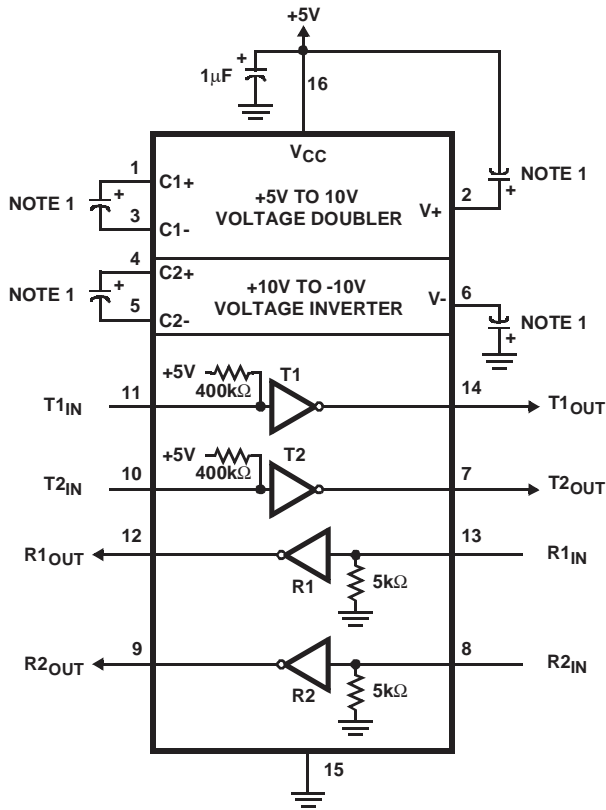 +5V
+
1μF
16
VCC
1
C1+
NOTE 1
+
+5V TO 10V
VOLTAGE DOUBLER
3
C1-
V+
2
+
NOTE 1
4
C2+
NOTE 1
+
+10V TO -10V
VOLTAGE INVERTER
5
C2-
V-
6
+
NOTE 1
+5V
400kΩ
T1
T1IN
11
14
T1OUT
+5V
400kΩ
T2
T2IN
10
7
T2OUT
R1OUT
12
13
R1IN
R1
5kΩ
R2OUT
9
8
R2IN
R2
5kΩ
15